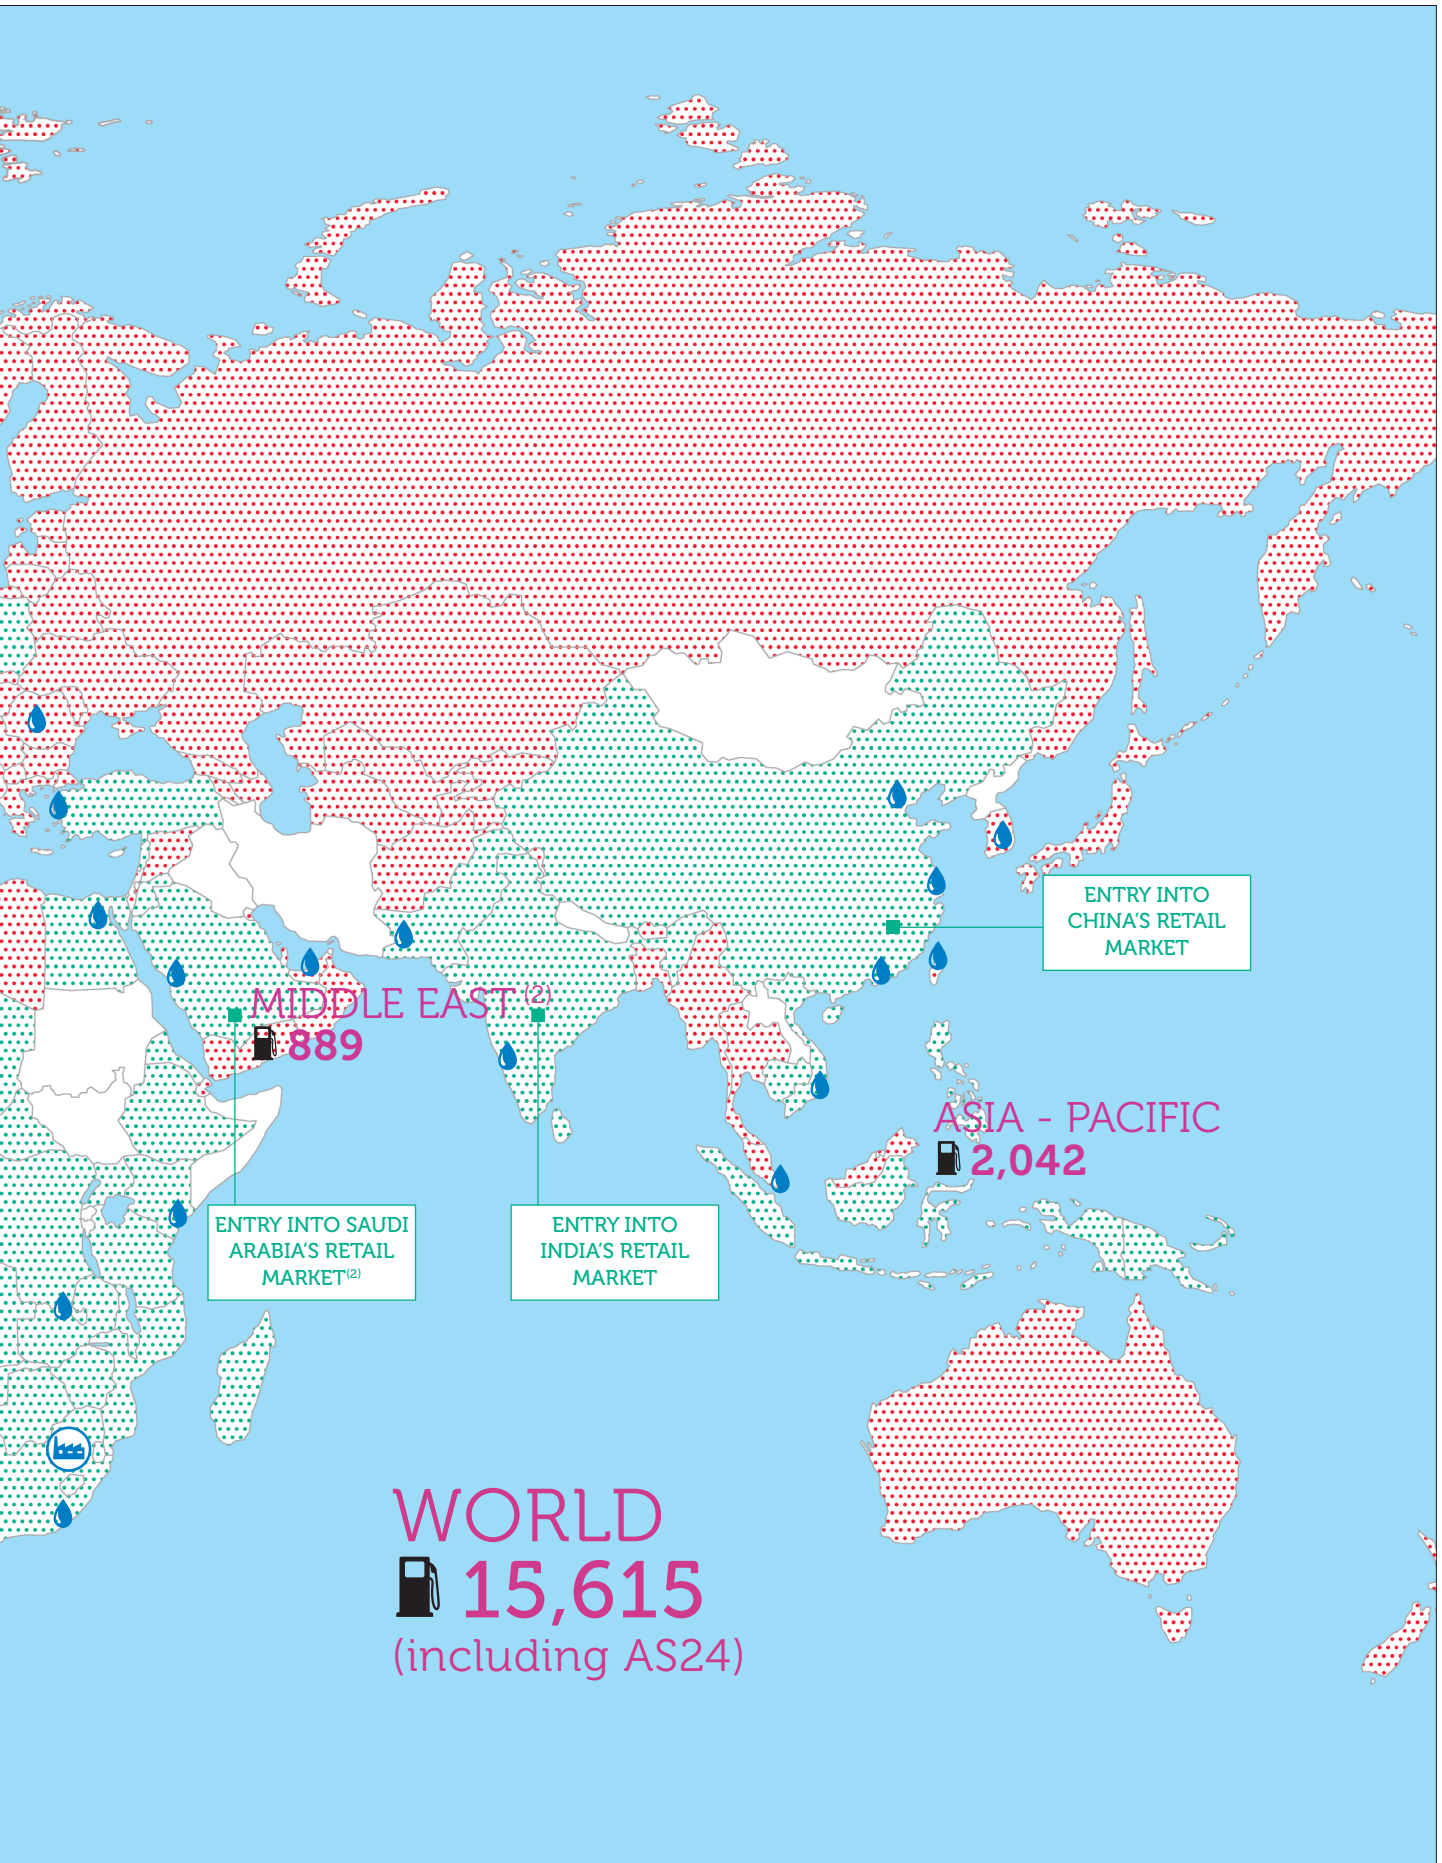 ENTRY INTO
CHINA'S RETAIL
MARKET
MIDDLE EAST (2)
889
ASIA - PACIFIC
2,042
ENTRY INTO SAUDI
ARABIA'S RETAIL
MARKET(2)
ENTRY INTO
INDIA'S RETAIL
MARKET
WORLD
15,615
(including AS24)